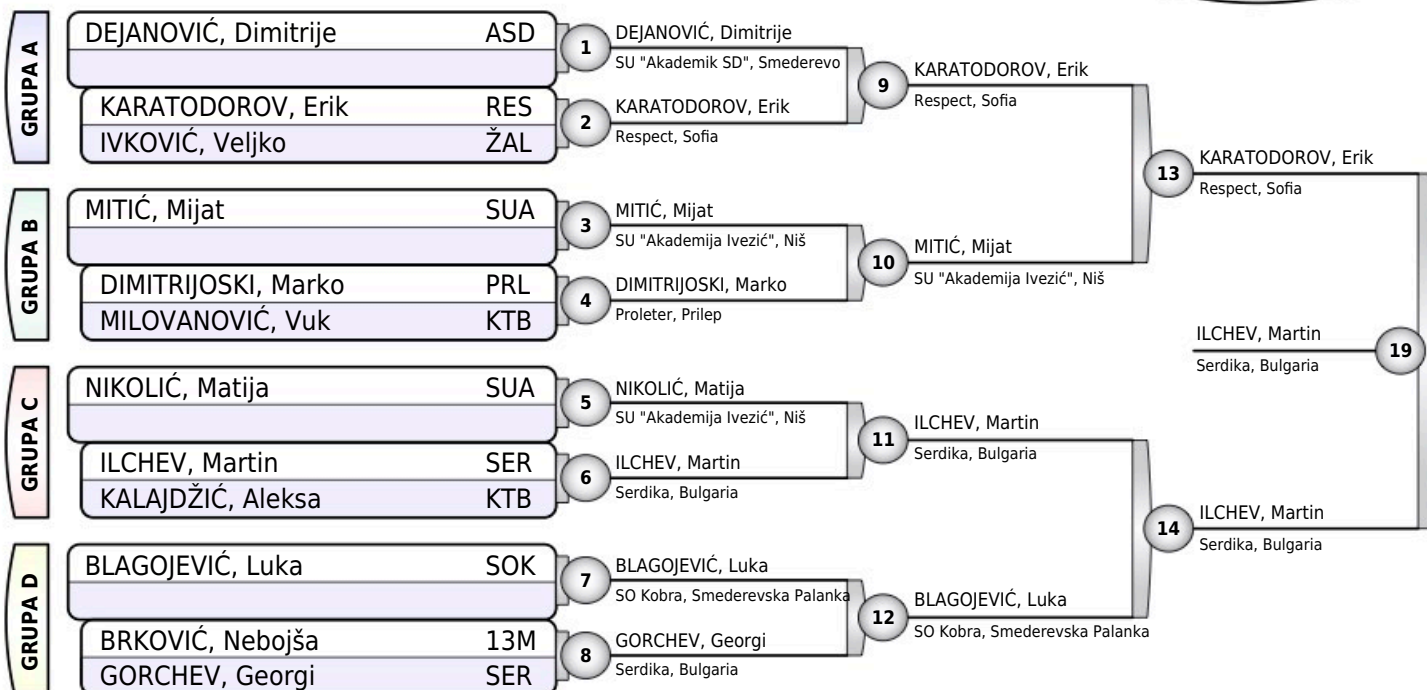 GRUPA A
DEJANOVIĆ, Dimitrije ASD
KARATODOROV, Erik RES
IVKOVIĆ, Veljko ŽAL
GRUPA B
MITIĆ, Mijat SUA
DIMITRIJOSKI, Marko PRL
MILOVANOVIĆ, Vuk KTB
GRUPA C
NIKOLIĆ, Matija SUA
ILCHEV, Martin SER
KALAJDŽIĆ, Aleksa KTB
GRUPA D
BLAGOJEVIĆ, Luka SOK
BRKOVIĆ, Nebojša 13M
GORCHEV, Georgi SER
1
DEJANOVIĆ, Dimitrije
SU "Akademik SD", Smederevo
2
KARATODOROV, Erik
Respect, Sofia
3
MITIĆ, Mijat
SU "Akademija Ivezić", Niš
4
DIMITRIJOSKI, Marko
Proleter, Prilep
5
NIKOLIĆ, Matija
SU "Akademija Ivezić", Niš
6
ILCHEV, Martin
Serdika, Bulgaria
7
BLAGOJEVIĆ, Luka
SO Kobra, Smederevska Palanka
8
GORCHEV, Georgi
Serdika, Bulgaria
9
KARATODOROV, Erik
Respect, Sofia
10
MITIĆ, Mijat
SU "Akademija Ivezić", Niš
11
ILCHEV, Martin
Serdika, Bulgaria
12
BLAGOJEVIĆ, Luka
SO Kobra, Smederevska Palanka
13
KARATODOROV, Erik
Respect, Sofia
14
ILCHEV, Martin
Serdika, Bulgaria
ILCHEV, Martin
Serdika, Bulgaria
19